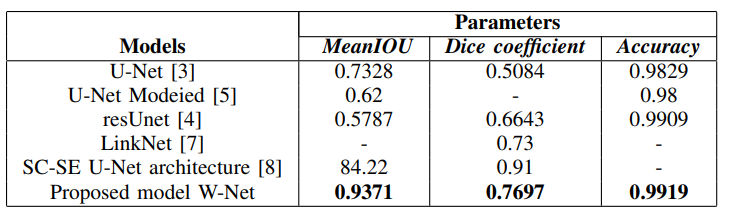 Parameters
Models MeanIOU Dice coefficient Accuracy
U-Net [3] 0.7328 0.5084 0.9829
U-Net Modeied [5] 0.62 - 0.98
resUnet [4] 0.5787 0.6643 0.9909
LinkNet [7] - 0.73 -
SC-SE U-Net architecture [8] 84.22 0.91 -
Proposed model W-Net 0.9371 0.7697 0.9919